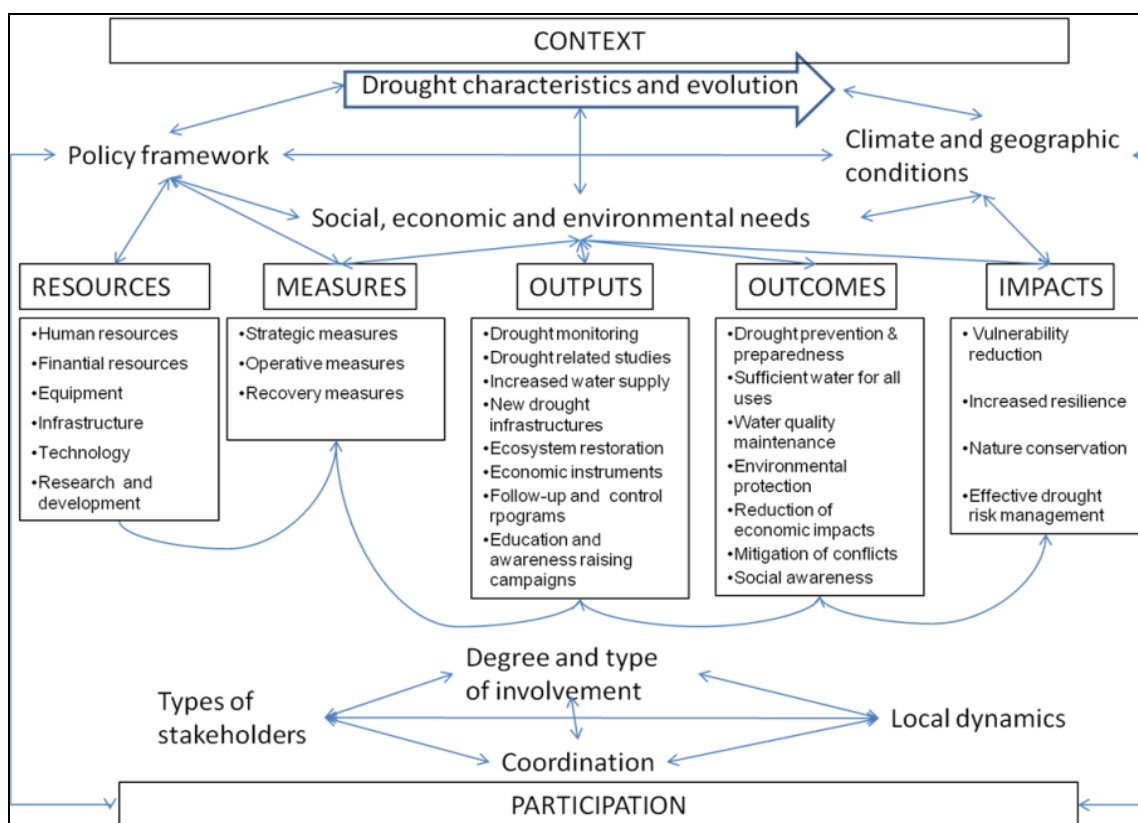 CONTEXT
Drought characteristics and evolution
Policy framework
Climate and geographic
conditions
Social, economic and environmental needs
RESOURCES
•Human resources
•Finantial resources
•Equipment
•Infrastructure
•Technology
•Research and
development
MEASURES
•Strategic measures
•Operative measures
•Recovery measures
OUTPUTS
•Drought monitoring
•Drought related studies
•Increased water supply
•New drought
infrastructures
•Ecosystem restoration
•Economic instruments
•Follow-up and control
rpograms
•Education and
awareness raising
campaigns
OUTCOMES
•Drought prevention &
preparedness
•Sufficient water for all
uses
•Water quality
maintenance
•Environmental
protection
•Reduction of
economic impacts
•Mitigation of conflicts
•Social awareness
IMPACTS
• Vulnerability
reduction
•Increased resilience
•Nature conservation
•Effective drought
risk management
Degree and type
of involvement
Types of
stakeholders
Local dynamics
Coordination
PARTICIPATION